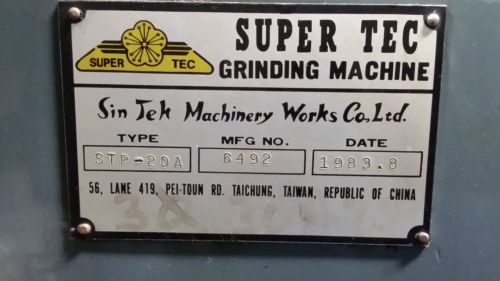 SUPER TEC
SUPER TEC
GRINDING MACHINE
Sin Tek Machinery Works Co., Ltd.
TYPE MFG NO. DATE
STP-20A 6492 1983.8
56, LANE 419, PEI-TOUN RD. TAICHUNG, TAIWAN, REPUBLIC OF CHINA